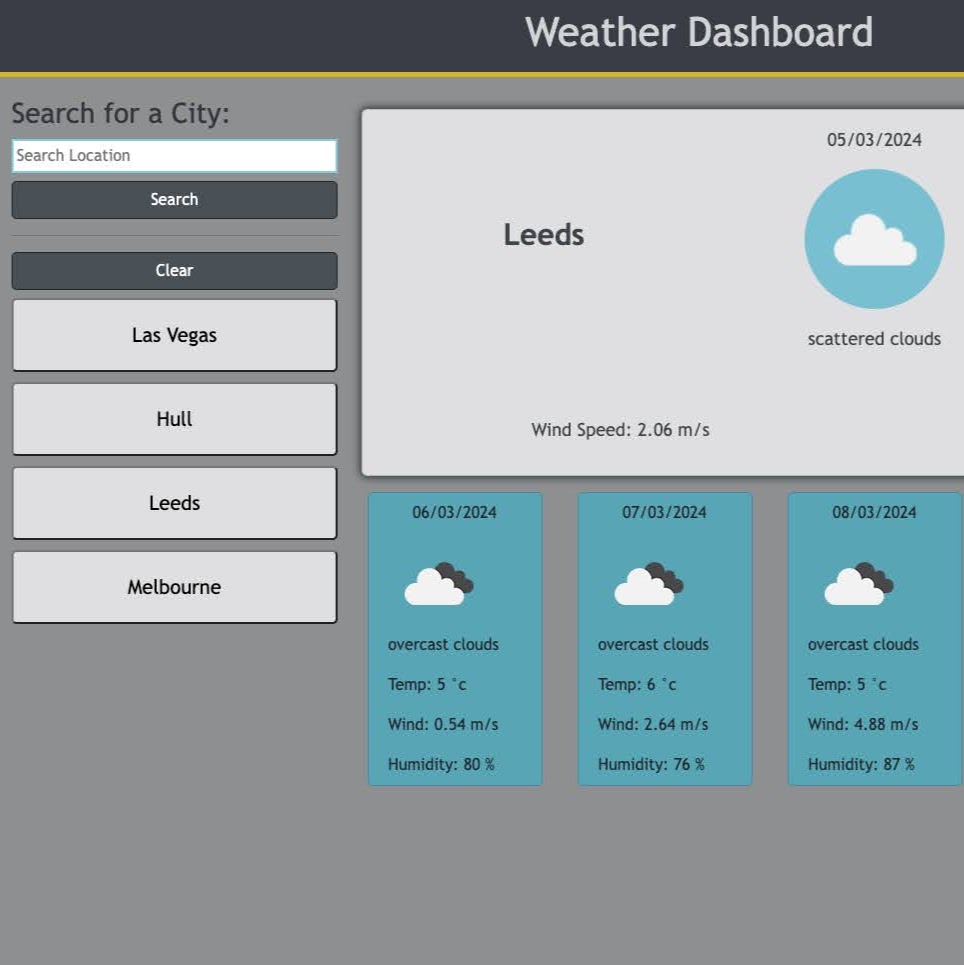 Weather Dashboard
Search for a City:
Search Location
Search
Clear
Las Vegas
Hull
Leeds
Melbourne
05/03/2024
Leeds
scattered clouds
Wind Speed: 2.06 m/s
06/03/2024
overcast clouds
Temp: 5 ˚c
Wind: 0.54 m/s
Humidity: 80 %
07/03/2024
overcast clouds
Temp: 6 ˚c
Wind: 2.64 m/s
Humidity: 76 %
08/03/2024
overcast clouds
Temp: 5 ˚c
Wind: 4.88 m/s
Humidity: 87 %